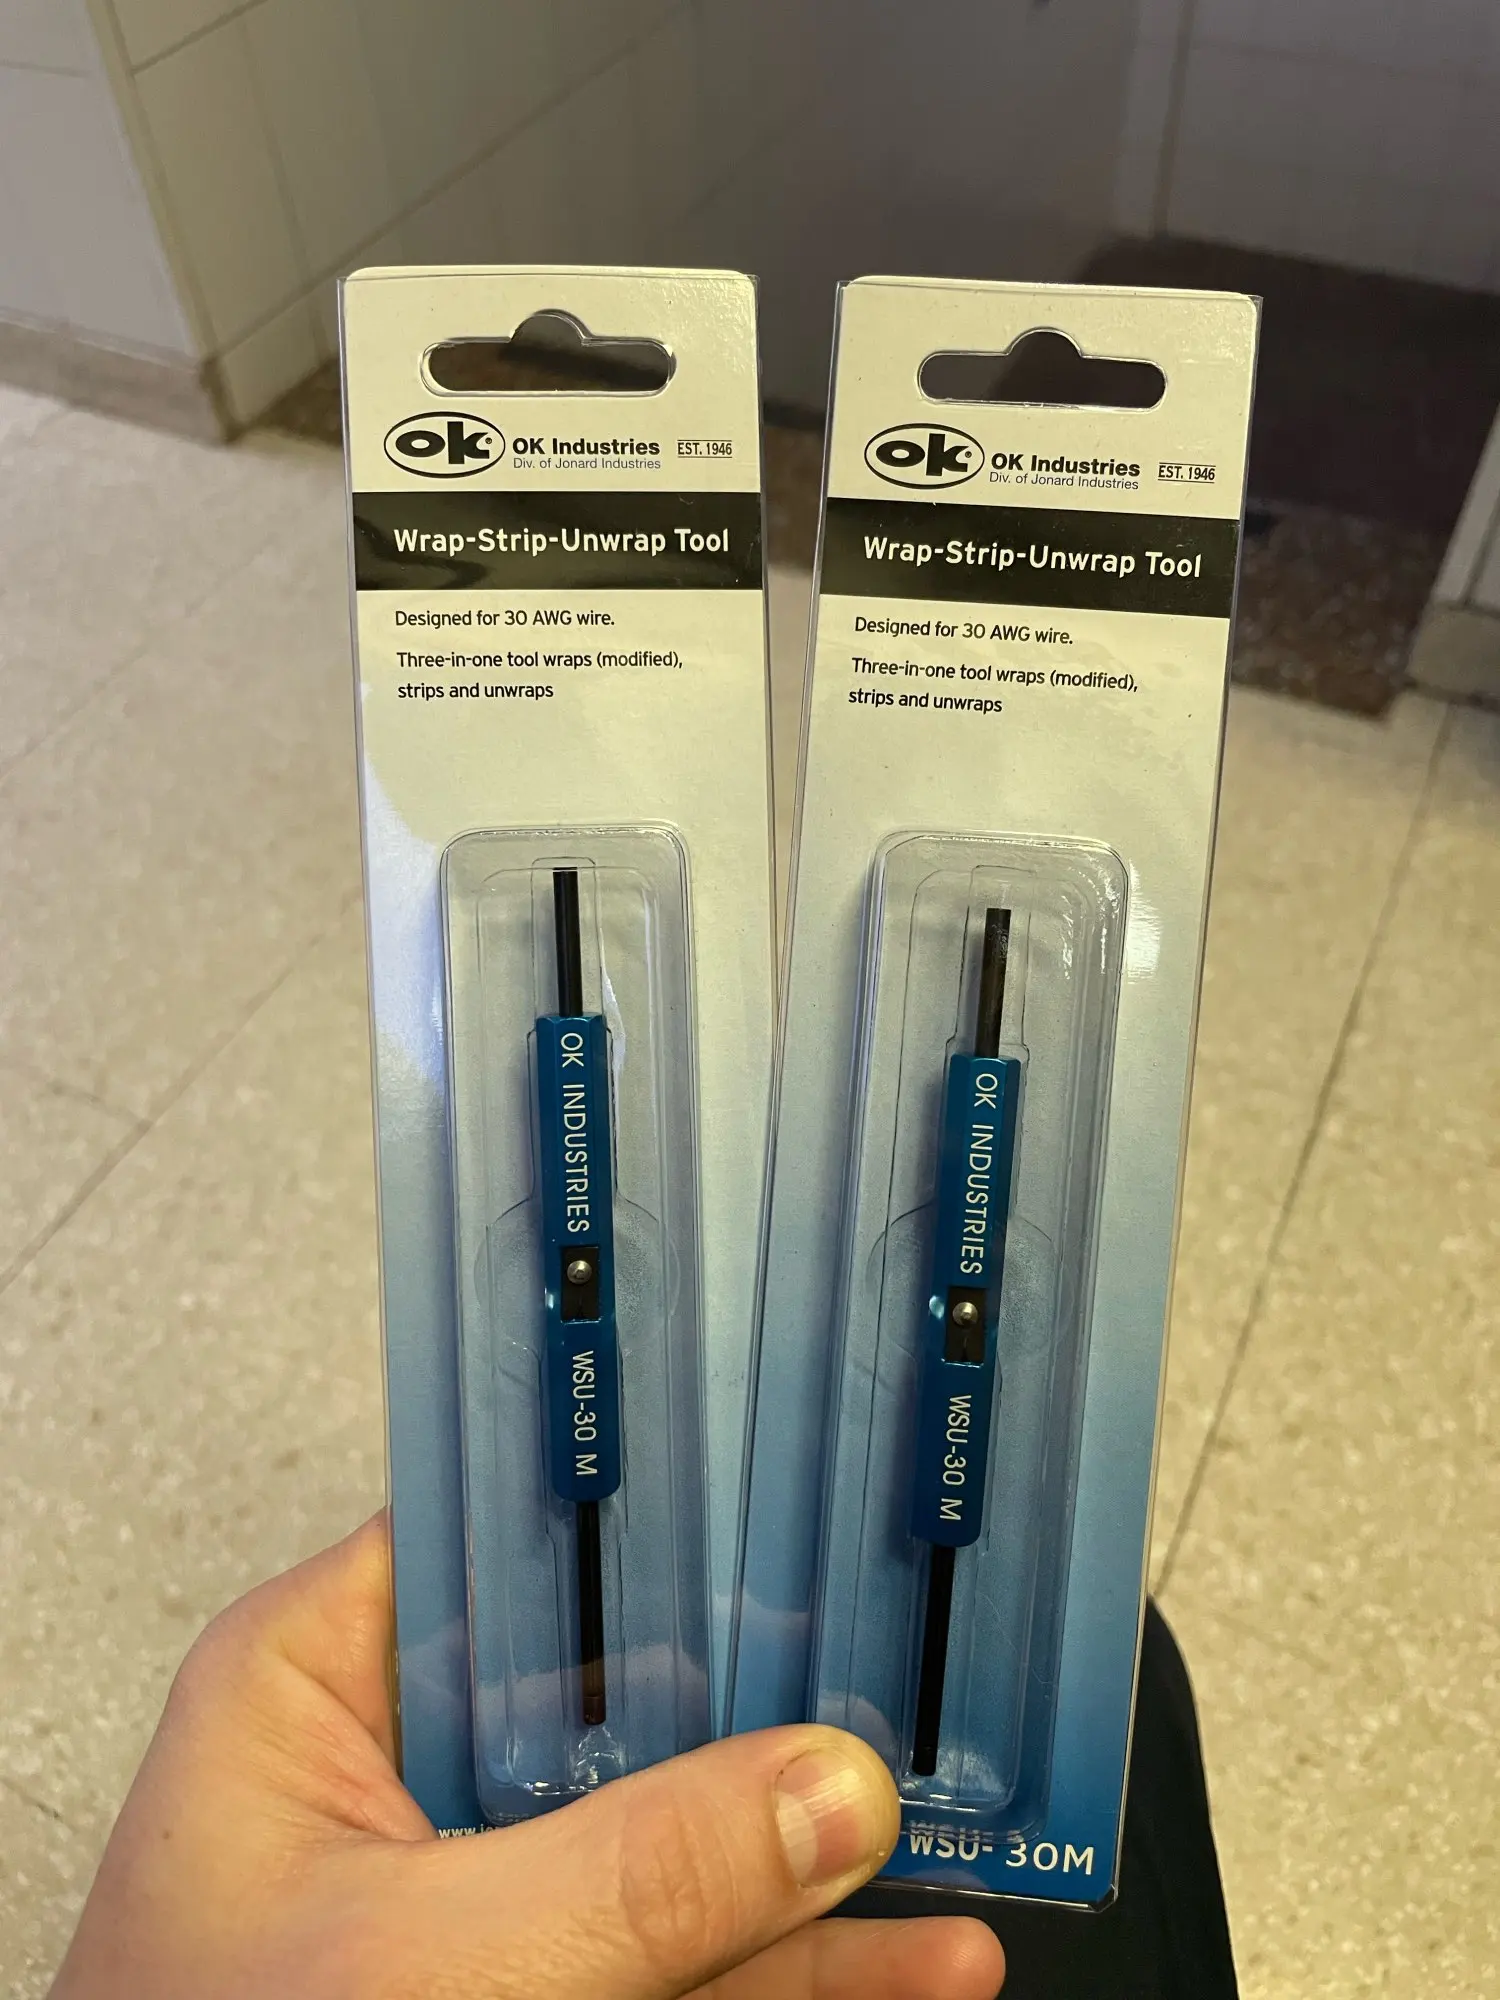 ok
OK Industries
EST. 1946
Div. of Jonard Industries
Wrap-Strip-Unwrap Tool
Designed for 30 AWG wire.
Three-in-one tool wraps (modified),
strips and unwraps
OK INDUSTRIES
WSU-30 M
ok
OK Industries
EST. 1946
Div. of Jonard Industries
Wrap-Strip-Unwrap Tool
Designed for 30 AWG wire.
Three-in-one tool wraps (modified),
strips and unwraps
OK INDUSTRIES
WSU-30 M
WSU- 30M